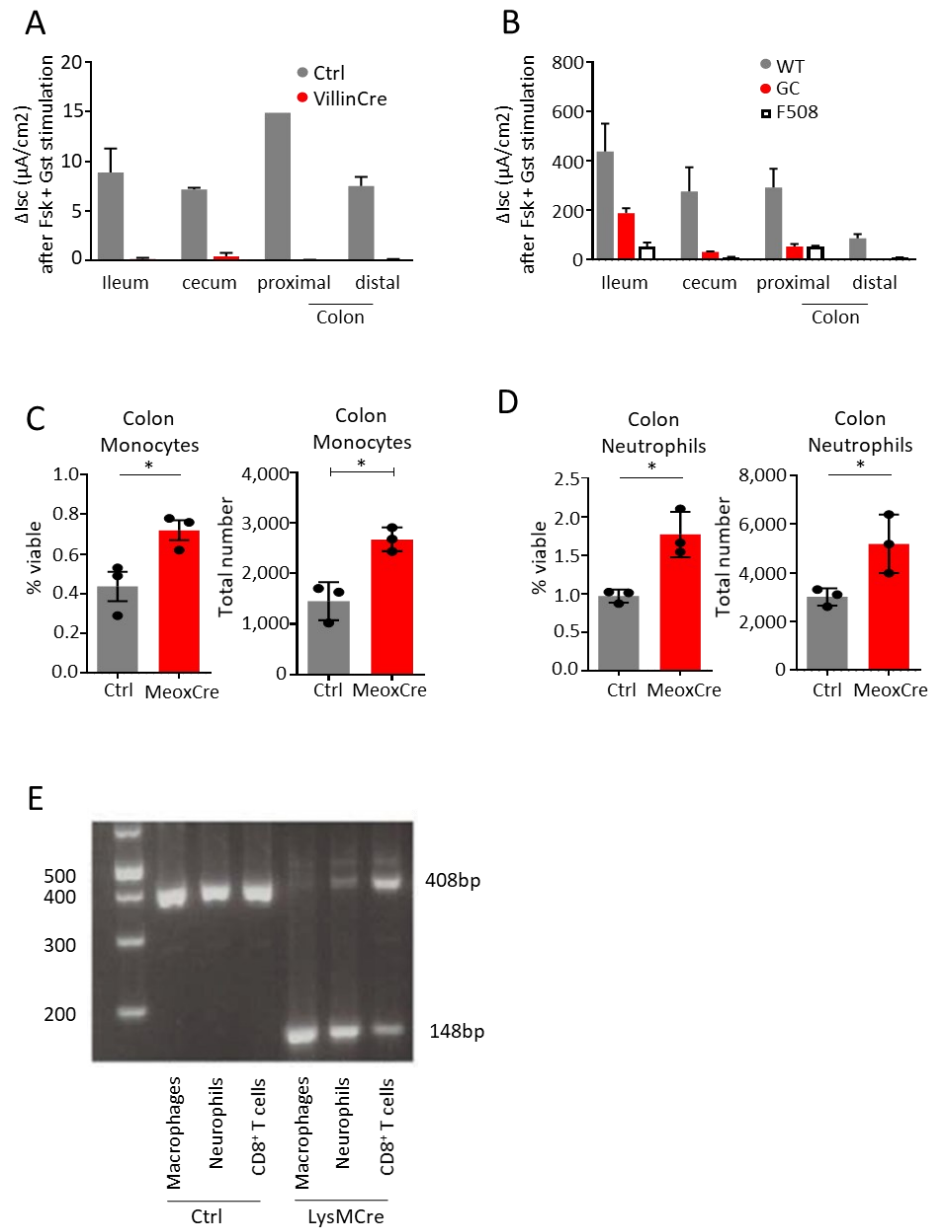 A
ΔIsc (µA/cm2)
after Fsk + Gst stimulation
20
15
10
5
0
Ctrl
VillinCre
Ileum cecum proximal distal
Colon
B
ΔIsc (µA/cm2)
after Fsk + Gst stimulation
800
600
400
200
0
WT
GC
F508
Ileum cecum proximal distal
Colon
C
Colon
Monocytes
*
% viable
1.0
0.8
0.6
0.4
0.2
0.0
Ctrl MeoxCre
Colon
Monocytes
*
Total number
4,000
3,000
2,000
1,000
0
Ctrl MeoxCre
D
Colon
Neutrophils
*
% viable
2.5
2.0
1.5
1.0
0.5
0.0
Ctrl MeoxCre
Colon
Neutrophils
*
Total number
8,000
6,000
4,000
2,000
0
Ctrl MeoxCre
E
500
400
300
200
408bp
148bp
Macrophages
Neurophils
CD8⁺ T cells
Macrophages
Neurophils
CD8⁺ T cells
Ctrl
LysMCre